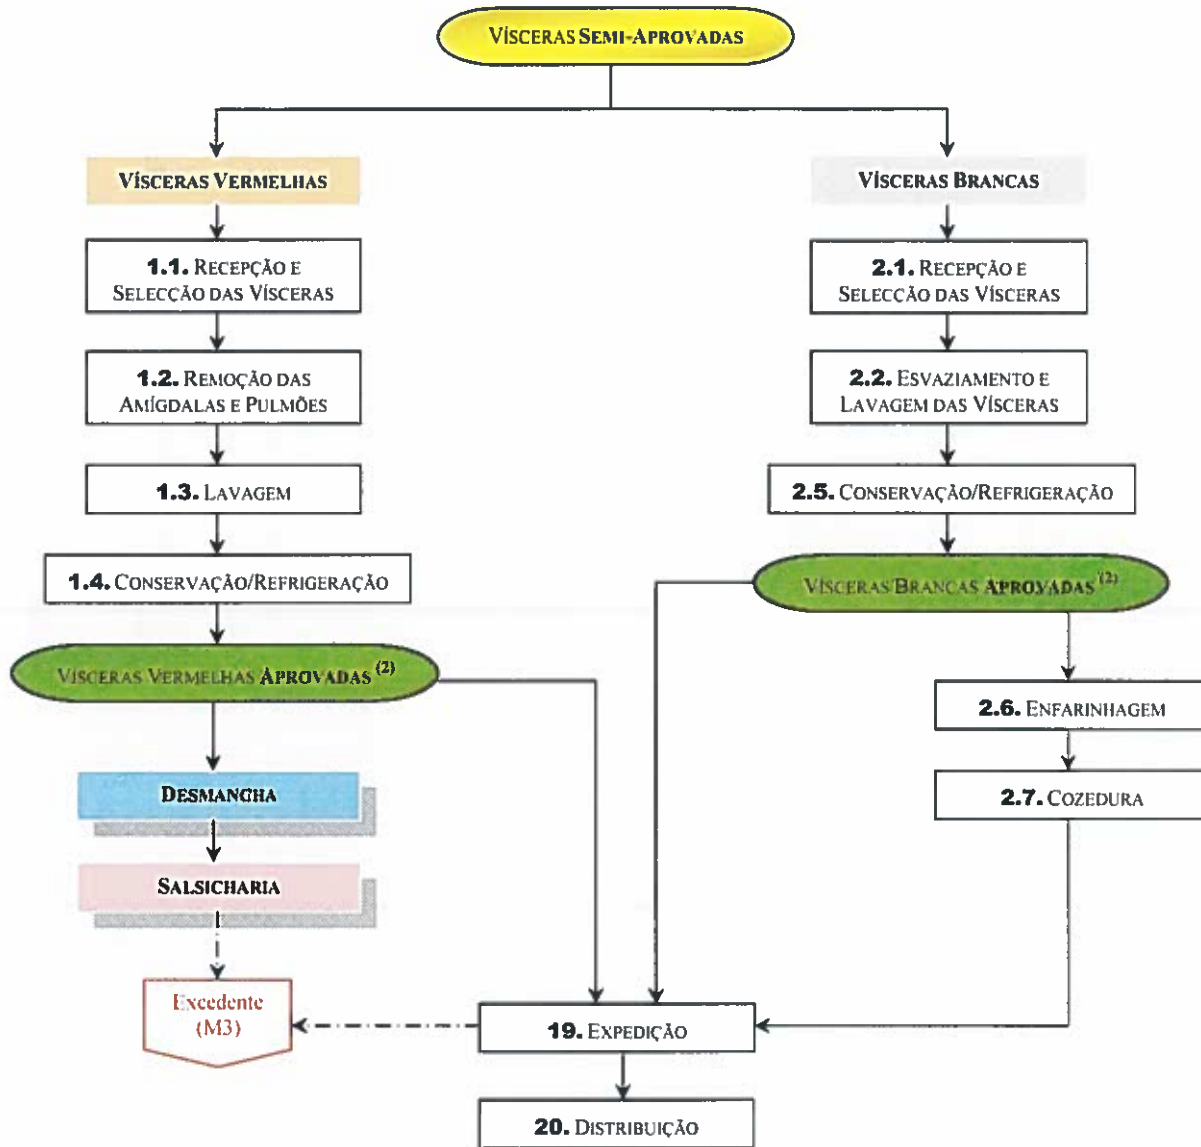 VÍSCERAS SEMI-APROVADAS
VÍSCERAS VERMELHAS
1.1. RECEPÇÃO E
SELECÇÃO DAS VÍSCERAS
1.2. REMOÇÃO DAS
AMÍGDALAS E PULMÕES
1.3. LAVAGEM
1.4. CONSERVAÇÃO/REFRIGERAÇÃO
VÍSCERAS VERMELHAS APROVADAS (2)
DESMANCHA
SALSICHARIA
Excedente
(M3)
VÍSCERAS BRANCAS
2.1. RECEPÇÃO E
SELECÇÃO DAS VÍSCERAS
2.2. ESVAZIAMENTO E
LAVAGEM DAS VÍSCERAS
2.5. CONSERVAÇÃO/REFRIGERAÇÃO
VÍSCERAS BRANCAS APROVADAS (2)
2.6. ENFARINHAGEM
2.7. COZEDURA
19. EXPEDIÇÃO
20. DISTRIBUIÇÃO